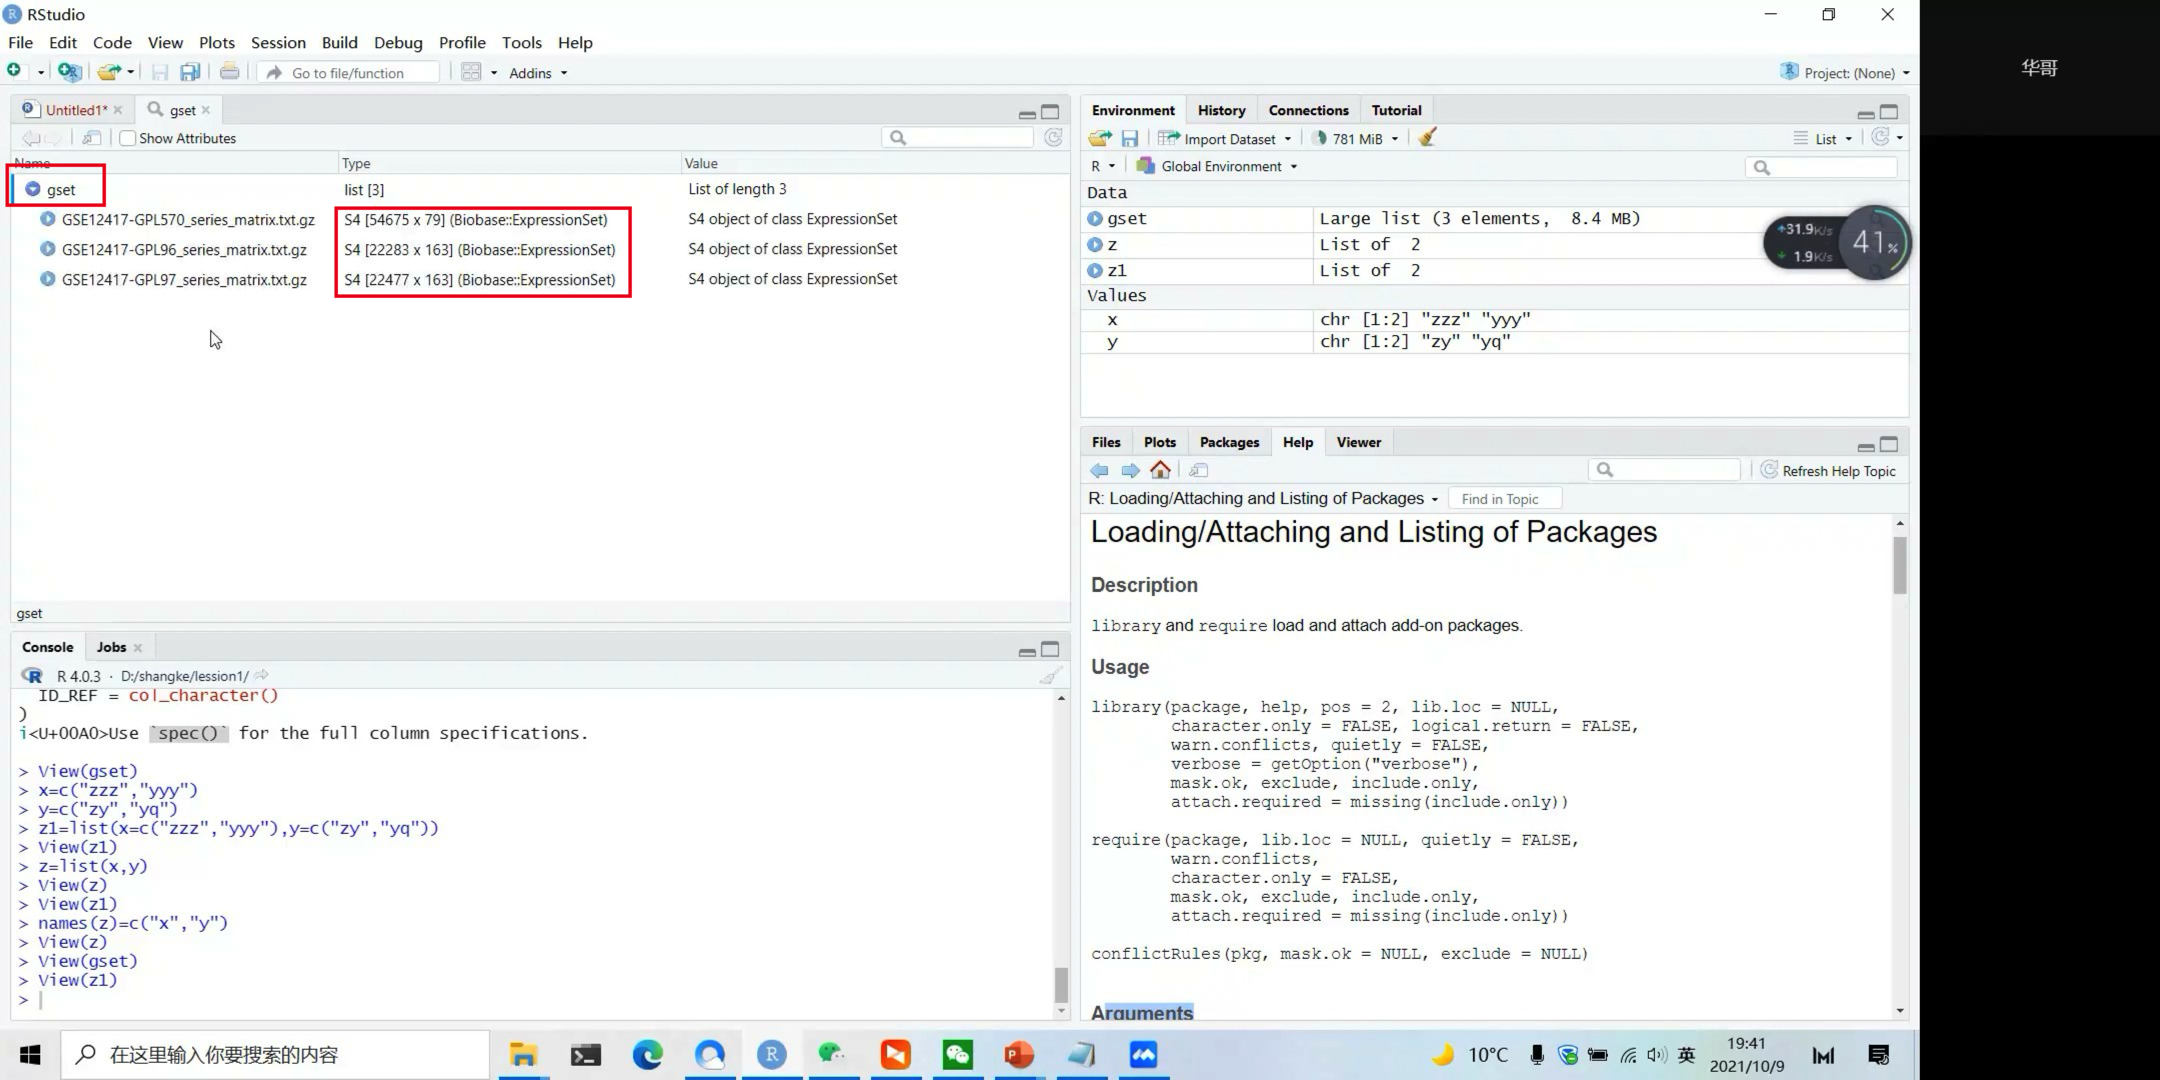 RStudio
File Edit Code View Plots Session Build Debug Profile Tools Help
Go to file/function Addins
Project: (None)
华哥
Untitled1* gset
Show Attributes
Name Type Value
gset list [3] List of length 3
GSE12417-GPL570_series_matrix.txt.gz S4 [54675 x 79] (Biobase::ExpressionSet) S4 object of class ExpressionSet
GSE12417-GPL96_series_matrix.txt.gz S4 [22283 x 163] (Biobase::ExpressionSet) S4 object of class ExpressionSet
GSE12417-GPL97_series_matrix.txt.gz S4 [22477 x 163] (Biobase::ExpressionSet) S4 object of class ExpressionSet
gset
Console Jobs
R 4.0.3 · D:/shangke/lession1/
ID_REF = col_character()
)
i<U+00A0>Use `spec()` for the full column specifications.
> View(gset)
> x=c("zzz","yyy")
> y=c("zy","yq")
> z1=list(x=c("zzz","yyy"),y=c("zy","yq"))
> View(z1)
> z=list(x,y)
> View(z)
> View(z1)
> names(z)=c("x","y")
> View(z)
> View(gset)
> View(z1)
>
Environment History Connections Tutorial
Import Dataset 781 MiB List
R Global Environment
Data
gset Large list (3 elements, 8.4 MB)
z List of 2
z1 List of 2
Values
x chr [1:2] "zzz" "yyy"
y chr [1:2] "zy" "yq"
31.9K/s
1.9K/s
41%
Files Plots Packages Help Viewer
Refresh Help Topic
R: Loading/Attaching and Listing of Packages Find in Topic
Loading/Attaching and Listing of Packages
Description
library and require load and attach add-on packages.
Usage
library(package, help, pos = 2, lib.loc = NULL,
character.only = FALSE, logical.return = FALSE,
warn.conflicts, quietly = FALSE,
verbose = getOption("verbose"),
mask.ok, exclude, include.only,
attach.required = missing(include.only))
require(package, lib.loc = NULL, quietly = FALSE,
warn.conflicts,
character.only = FALSE,
mask.ok, exclude, include.only,
attach.required = missing(include.only))
conflictRules(pkg, mask.ok = NULL, exclude = NULL)
Arguments
在这里输入你要搜索的内容
10°C 英 19:41
2021/10/9